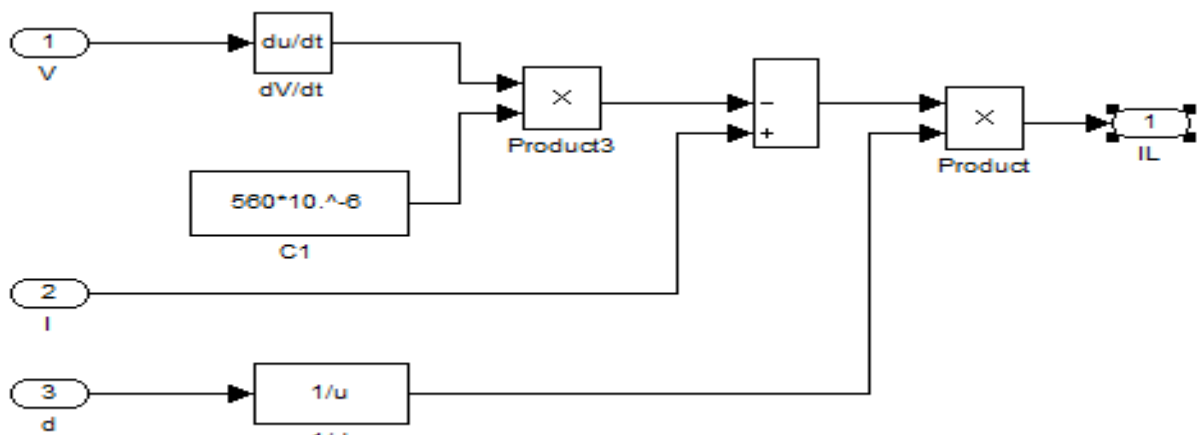 1
V
du/dt
dV/dt
×
Product3
560*10.^-6
C1
−
+
×
Product
1
IL
2
I
3
d
1/u